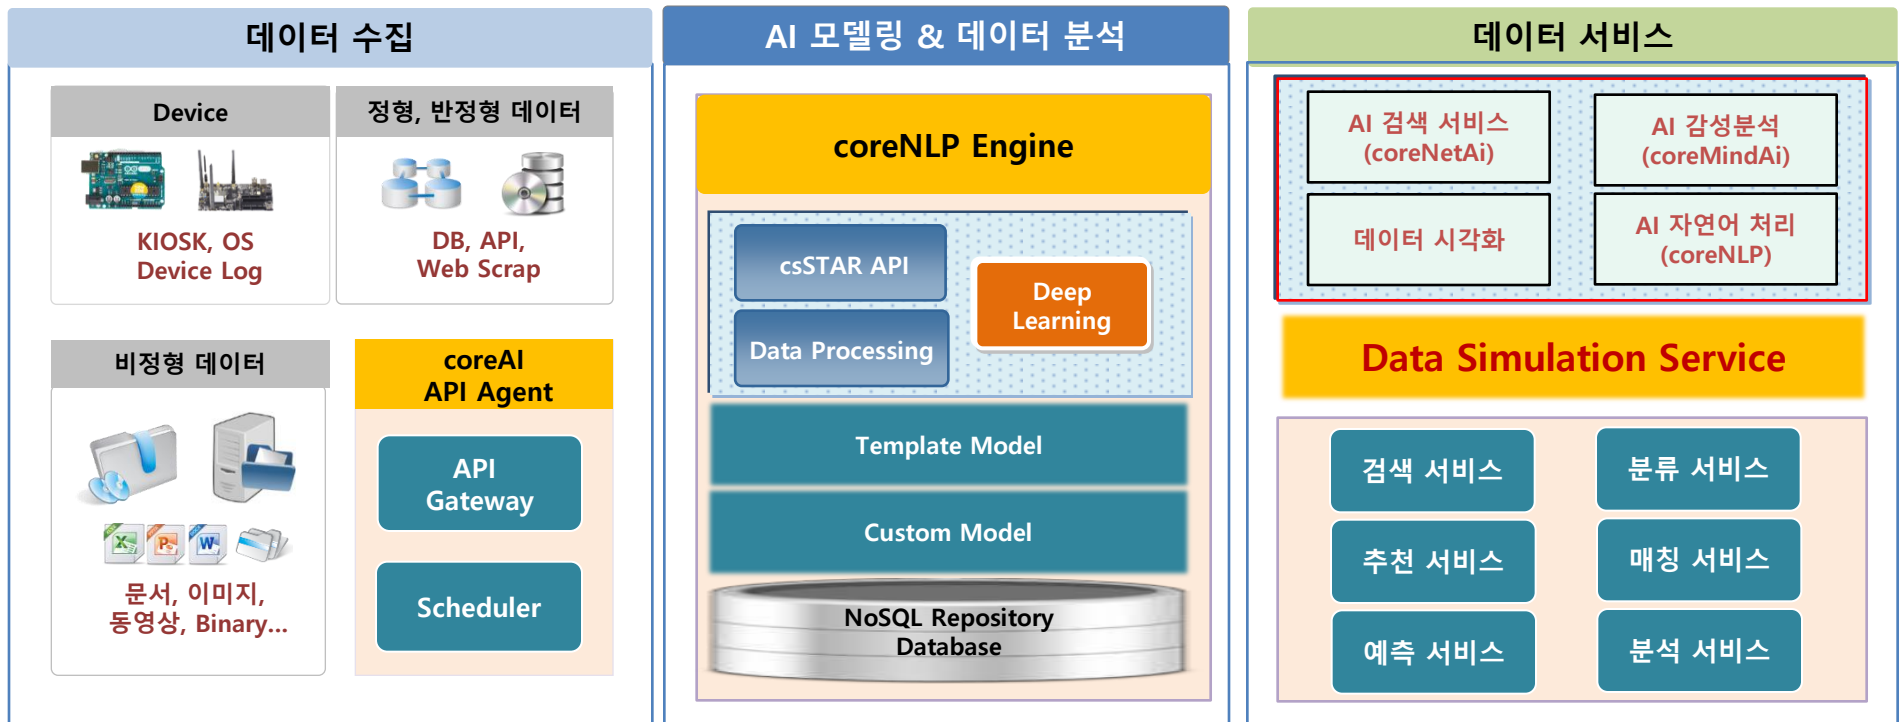 데이터 수집
Device
KIOSK, OS
Device Log
정형, 반정형 데이터
DB, API,
Web Scrap
비정형 데이터
문서, 이미지,
동영상, Binary...
coreAI
API Agent
API
Gateway
Scheduler
AI 모델링 & 데이터 분석
coreNLP Engine
csSTAR API
Data Processing
Deep
Learning
Template Model
Custom Model
NoSQL Repository
Database
데이터 서비스
AI 검색 서비스
(coreNetAi)
AI 감성분석
(coreMindAi)
데이터 시각화
AI 자연어 처리
(coreNLP)
Data Simulation Service
검색 서비스
분류 서비스
추천 서비스
매칭 서비스
예측 서비스
분석 서비스